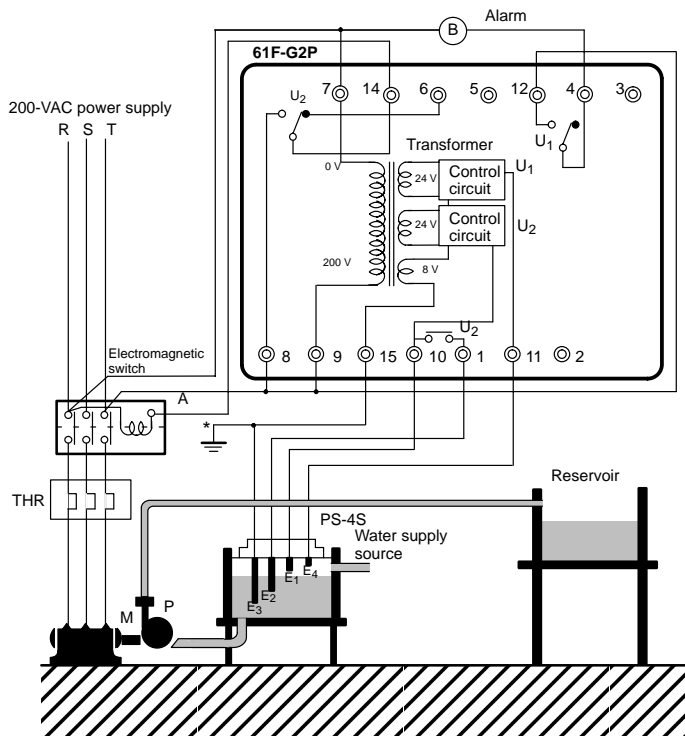 Alarm
B
61F-G2P
7 14 6 5 12 4 3
200-VAC power supply
R S T
U2
U1
Transformer
0 V
24 V
Control
circuit
U1
24 V
Control
circuit
U2
200 V
8 V
U2
Electromagnetic
switch
8 9 15 10 1 11 2
A
*
THR
Reservoir
PS-4S
Water supply
source
E3 E2 E1 E4
M P